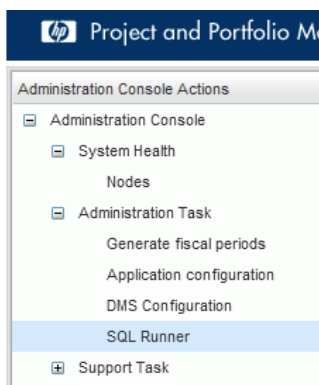 hp Project and Portfolio M
Administration Console Actions
Administration Console
System Health
Nodes
Administration Task
Generate fiscal periods
Application configuration
DMS Configuration
SQL Runner
Support Task